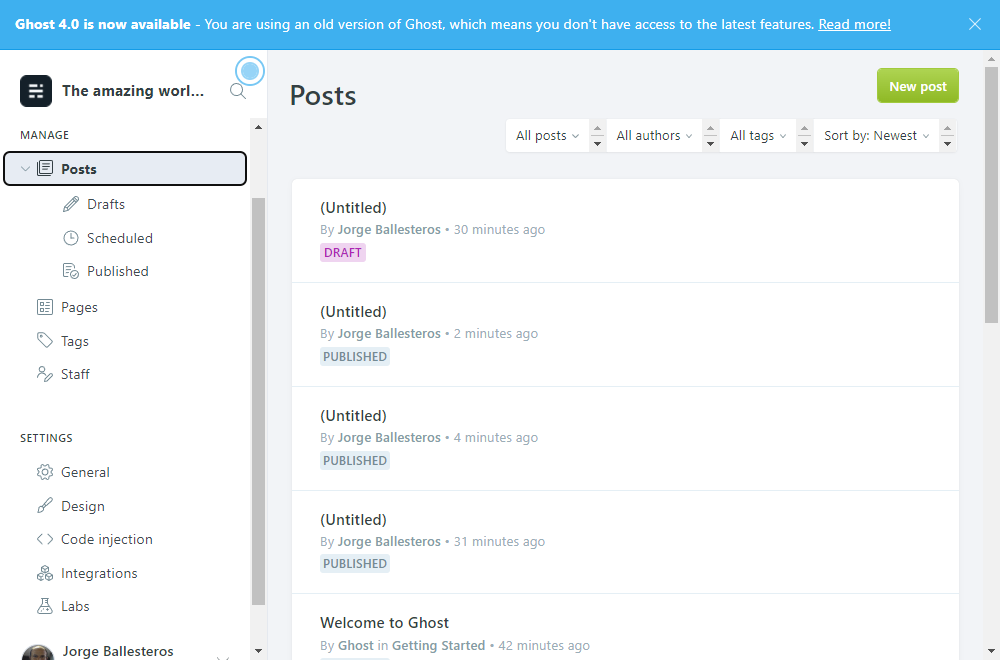 Ghost 4.0 is now available - You are using an old version of Ghost, which means you don't have access to the latest features. Read more!
The amazing worl...
MANAGE
Posts
Drafts
Scheduled
Published
Pages
Tags
Staff
SETTINGS
General
Design
Code injection
Integrations
Labs
Jorge Ballesteros
Posts
New post
All posts
All authors
All tags
Sort by: Newest
(Untitled)
By Jorge Ballesteros • 30 minutes ago
DRAFT
(Untitled)
By Jorge Ballesteros • 2 minutes ago
PUBLISHED
(Untitled)
By Jorge Ballesteros • 4 minutes ago
PUBLISHED
(Untitled)
By Jorge Ballesteros • 31 minutes ago
PUBLISHED
Welcome to Ghost
By Ghost in Getting Started • 42 minutes ago